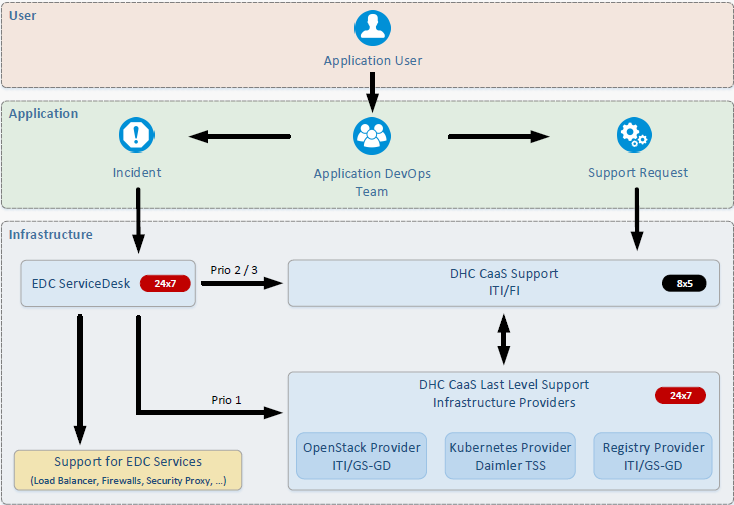 User
Application User
Application
Incident
Application DevOps
Team
Support Request
Infrastructure
EDC ServiceDesk
24x7
Prio 2 / 3
DHC CaaS Support
ITI/FI
8x5
Prio 1
DHC CaaS Last Level Support
Infrastructure Providers
24x7
OpenStack Provider
ITI/GS-GD
Kubernetes Provider
Daimler TSS
Registry Provider
ITI/GS-GD
Support for EDC Services
(Load Balancer, Firewalls, Security Proxy, ...)